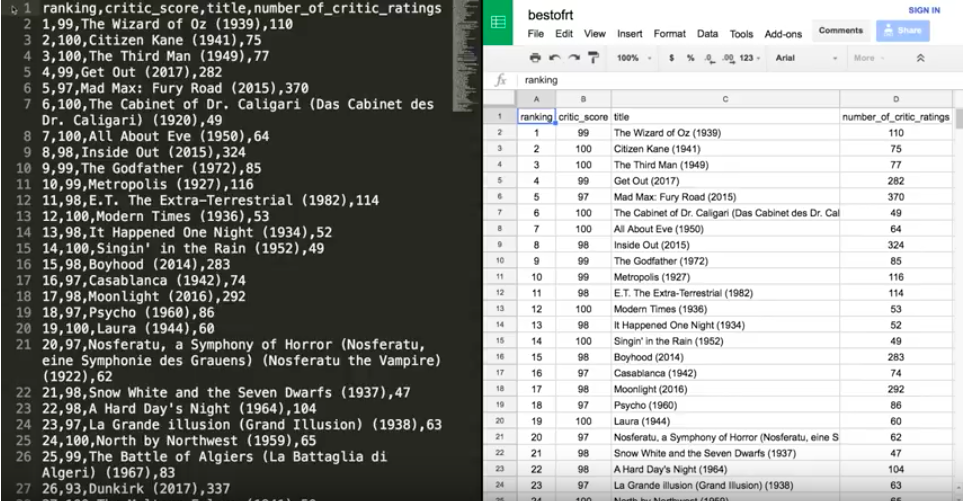 1 ranking,critic_score,title,number_of_critic_ratings
2 1,99,The Wizard of Oz (1939),110
3 2,100,Citizen Kane (1941),75
4 3,100,The Third Man (1949),77
5 4,99,Get Out (2017),282
6 5,97,Mad Max: Fury Road (2015),370
7 6,100,The Cabinet of Dr. Caligari (Das Cabinet des
Dr. Caligari) (1920),49
8 7,100,All About Eve (1950),64
9 8,98,Inside Out (2015),324
10 9,99,The Godfather (1972),85
11 10,99,Metropolis (1927),116
12 11,98,E.T. The Extra-Terrestrial (1982),114
13 12,100,Modern Times (1936),53
14 13,98,It Happened One Night (1934),52
15 14,100,Singin' in the Rain (1952),49
16 15,98,Boyhood (2014),283
17 16,97,Casablanca (1942),74
18 17,98,Moonlight (2016),292
19 18,97,Psycho (1960),86
20 19,100,Laura (1944),60
21 20,97,Nosferatu, a Symphony of Horror (Nosferatu,
eine Symphonie des Grauens) (Nosferatu the Vampire)
(1922),62
22 21,98,Snow White and the Seven Dwarfs (1937),47
23 22,98,A Hard Day's Night (1964),104
24 23,97,La Grande illusion (Grand Illusion) (1938),63
25 24,100,North by Northwest (1959),65
26 25,99,The Battle of Algiers (La Battaglia di
Algeri) (1967),83
27 26,93,Dunkirk (2017),337
SIGN IN
bestofrt
File Edit View Insert Format Data Tools Add-ons Comments Share
100% $ % .0 .00 123 Arial More
fx ranking
A B C D
1 ranking critic_score title number_of_critic_ratings
2 1 99 The Wizard of Oz (1939) 110
3 2 100 Citizen Kane (1941) 75
4 3 100 The Third Man (1949) 77
5 4 99 Get Out (2017) 282
6 5 97 Mad Max: Fury Road (2015) 370
7 6 100 The Cabinet of Dr. Caligari (Das Cabinet des Dr. Cal 49
8 7 100 All About Eve (1950) 64
9 8 98 Inside Out (2015) 324
10 9 99 The Godfather (1972) 85
11 10 99 Metropolis (1927) 116
12 11 98 E.T. The Extra-Terrestrial (1982) 114
13 12 100 Modern Times (1936) 53
14 13 98 It Happened One Night (1934) 52
15 14 100 Singin' in the Rain (1952) 49
16 15 98 Boyhood (2014) 283
17 16 97 Casablanca (1942) 74
18 17 98 Moonlight (2016) 292
19 18 97 Psycho (1960) 86
20 19 100 Laura (1944) 60
21 20 97 Nosferatu, a Symphony of Horror (Nosferatu, eine S 62
22 21 98 Snow White and the Seven Dwarfs (1937) 47
23 22 98 A Hard Day's Night (1964) 104
24 23 97 La Grande illusion (Grand Illusion) (1938) 63
24 100 North by Northwest (1959) 65